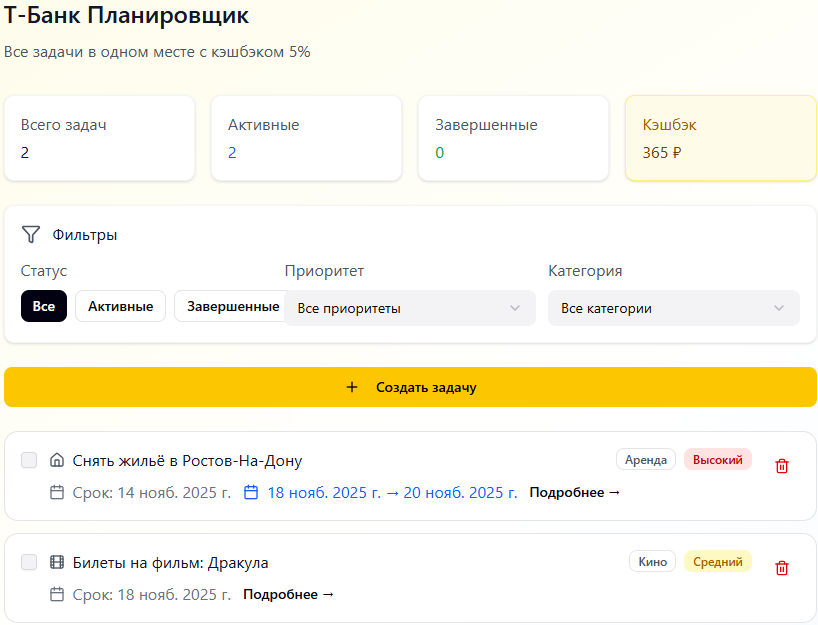 Т-Банк Планировщик
Все задачи в одном месте с кэшбэком 5%
Всего задач
2
Активные
2
Завершенные
0
Кэшбэк
365 ₽
Фильтры
Статус
Все Активные Завершенные
Приоритет
Все приоритеты
Категория
Все категории
+ Создать задачу
Снять жильё в Ростов-На-Дону Аренда Высокий
Срок: 14 нояб. 2025 г. 18 нояб. 2025 г. → 20 нояб. 2025 г. Подробнее →
Билеты на фильм: Дракула Кино Средний
Срок: 18 нояб. 2025 г. Подробнее →